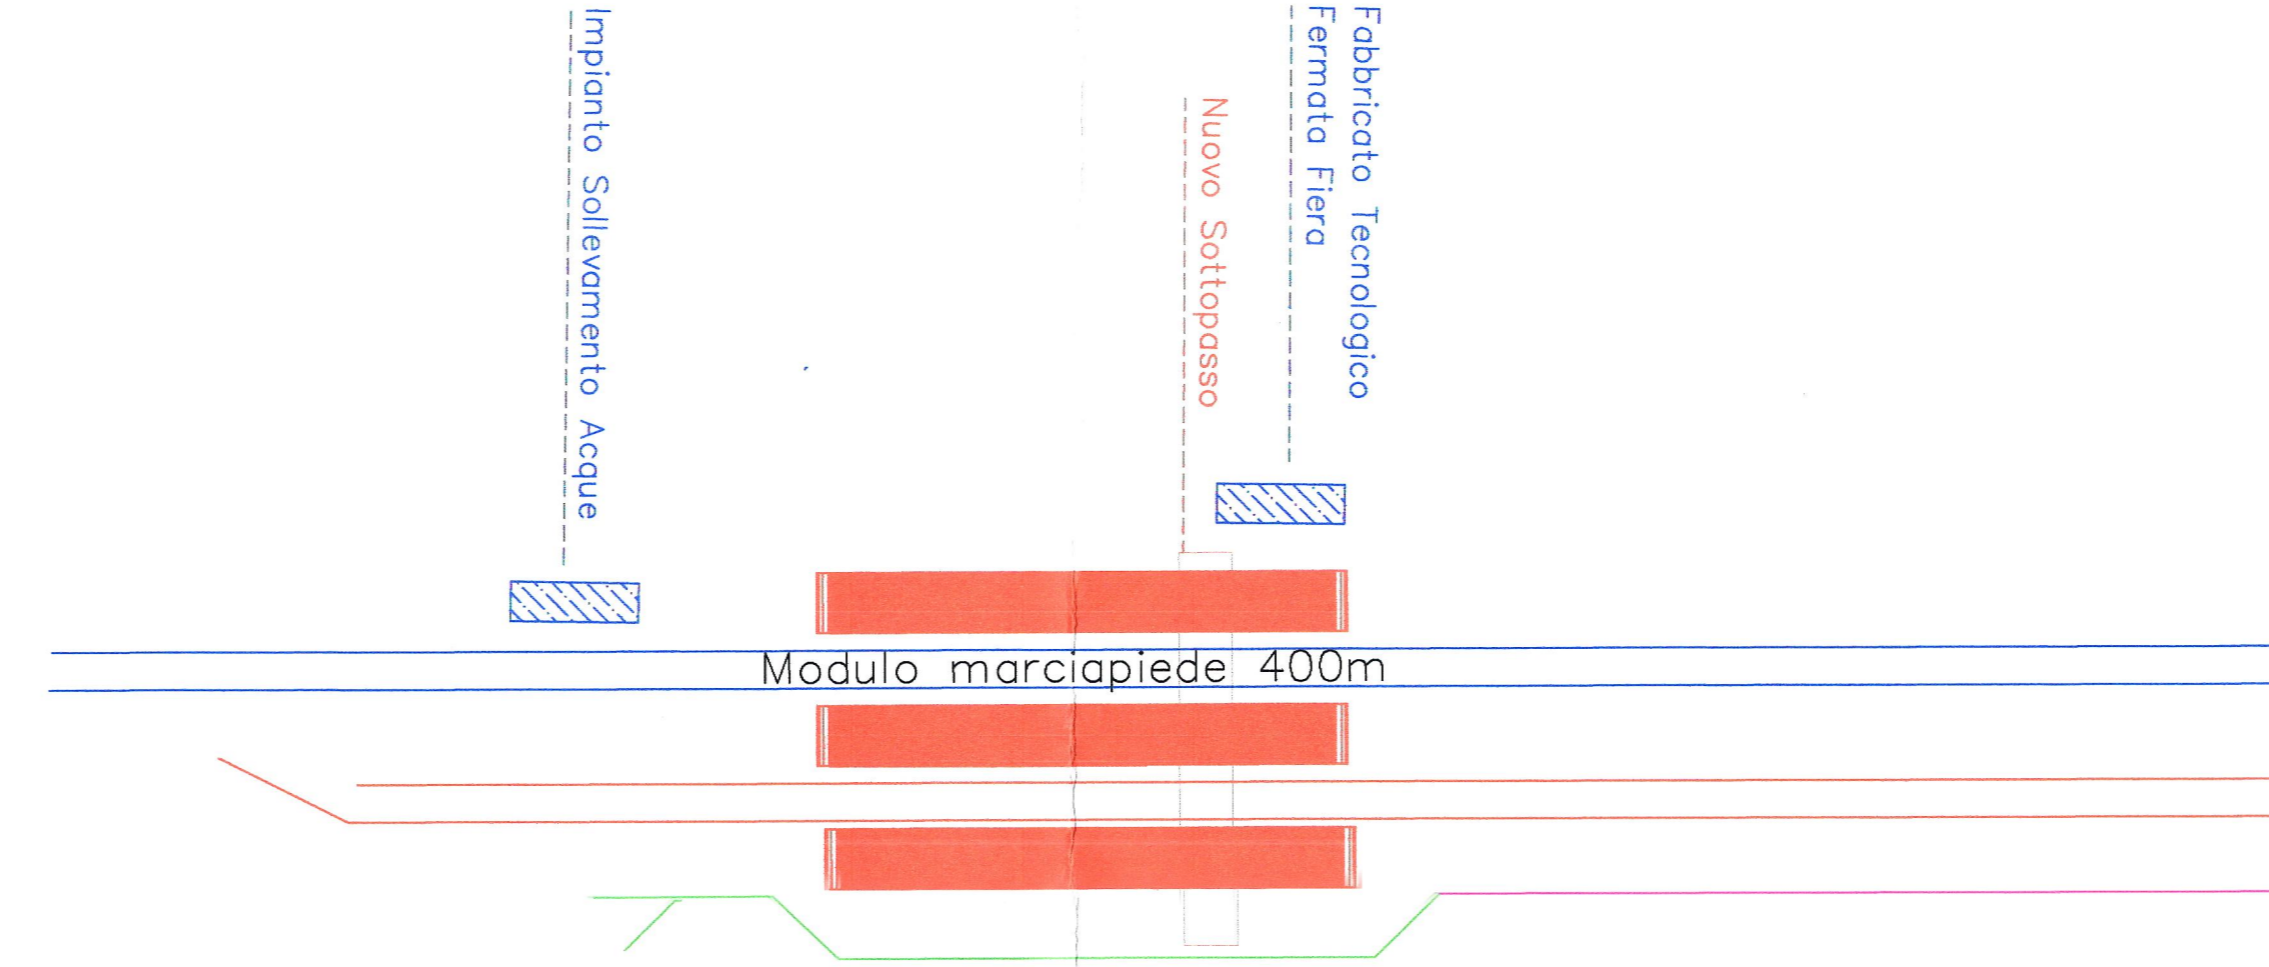 Impianto Sollevamento Acque
Nuovo Sottopasso
Fabbricato Tecnologico
Fermata Fiera
Modulo marciapiede 400m